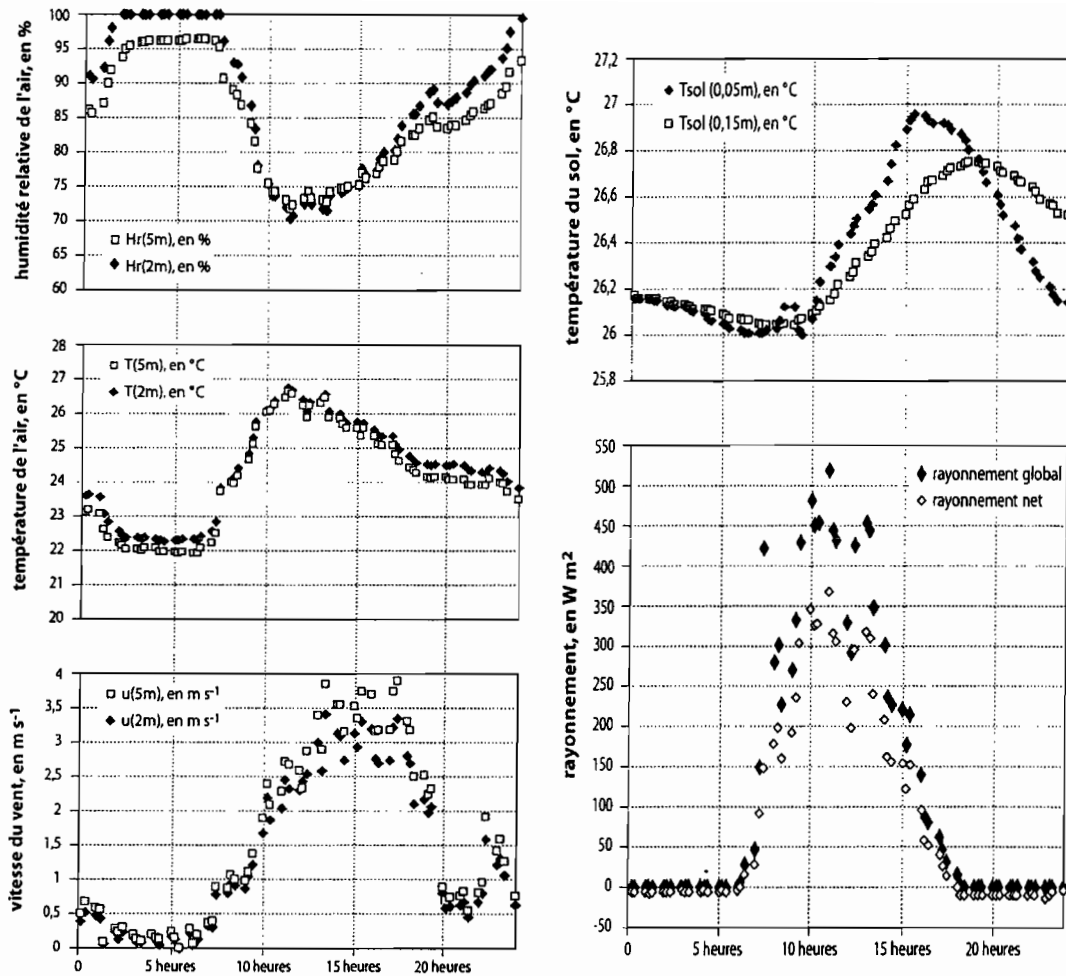 humidité relative de l'air, en %
100
95
90
85
80
75
70
65
60
Hr(5m), en %
Hr(2m), en %
température de l'air, en °C
28
27
26
25
24
23
22
21
20
T(5m), en °C
T(2m), en °C
vitesse du vent, en m s-1
4
3,5
3
2,5
2
1,5
1
0,5
0
u(5m), en m s-1
u(2m), en m s-1
0
5 heures
10 heures
15 heures
20 heures
température du sol, en °C
27,2
27
26,8
26,6
26,4
26,2
26
25,8
Tsol (0,05m), en °C
Tsol (0,15m), en °C
rayonnement, en W m²
550
500
450
400
350
300
250
200
150
100
50
0
-50
rayonnement global
rayonnement net
0
5 heures
10 heures
15 heures
20 heures